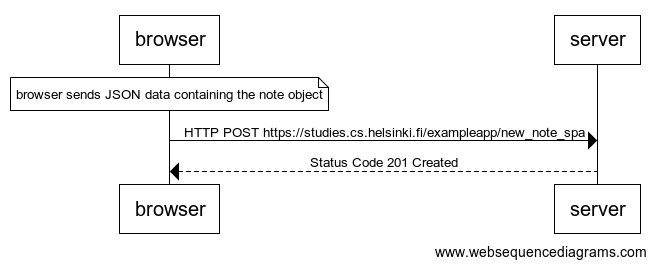 browser server
browser sends JSON data containing the note object
HTTP POST https://studies.cs.helsinki.fi/exampleapp/new_note_spa
Status Code 201 Created
browser server
www.websequencediagrams.com